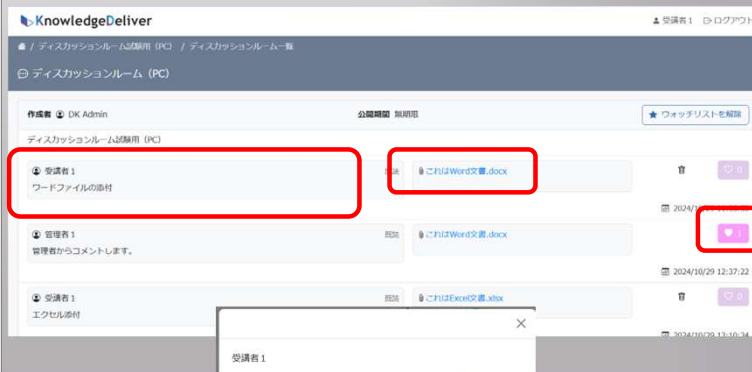 KnowledgeDeliver
受講者1 ログアウト
/ ディスカッションルーム試験用 (PC) / ディスカッションルーム一覧
ディスカッションルーム (PC)
作成者 DK Admin 公開期間 無期限 ウォッチリストを解除
ディスカッションルーム試験用 (PC)
受講者1 既読 これはWord文書.docx 0
ワードファイルの添付
管理者1 既読 これはWord文書.docx 1
管理者からコメントします。
2024/10/29 12:37:22
受講者1 既読 これはExcel文書.xlsx 0
エクセル添付
2024/10/29 13:10:34
受講者1